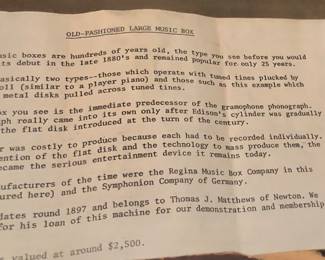 OLD-FASHIONED LARGE MUSIC BOX
usic boxes are hundreds of years old, the type you see before you
its debut in the late 1880's and remained popular for only 25 years.
asically two types--those which operate with tuned tines plucked by
oll (similar to a player piano) and those such as this example which
metal disks pulled across tuned tines.
ox you see is the immediate predecessor of the gramophone phonograph.
ph really came into its own only after Edison's cylinder was gradually
the flat disk introduced at the turn of the century.
r was costly to produce because each had to be recorded individually.
ention of the flat disk and the technology to mass produce them, the
ecame the serious entertainment device it remains today.
ufacturers of the time were the Regina Music Box Company in this
ured here) and the Symphonion Company of Germany.
dates round 1897 and belongs to Thomas J. Matthews of Newton. We
for his loan of this machine for our demonstration and membership
valued at around $2,500.